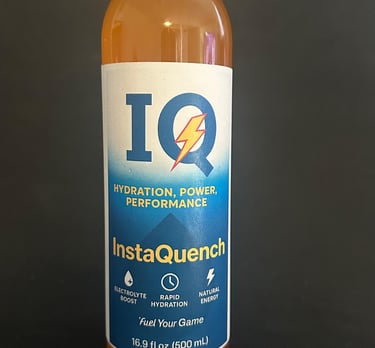 IQ
HYDRATION, POWER,
PERFORMANCE
InstaQuench
ELECTROLYTE
BOOST
RAPID
HYDRATION
NATURAL
ENERGY
Fuel Your Game
16.9 fl oz (500 mL)